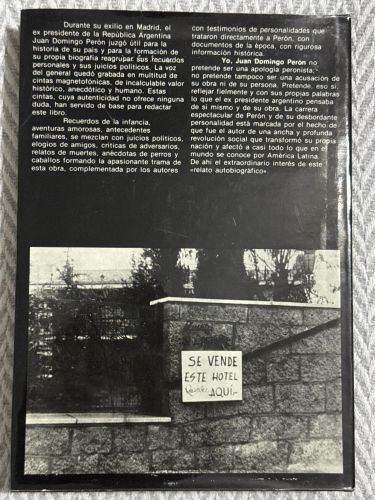 Durante su exilio en Madrid, el
ex presidente de la República Argentina
Juan Domingo Perón juzgó útil para la
historia de su país y para la formación de
su propia biografía reagrupar sus recuerdos
personales y sus juicios políticos. La voz
del general quedó grabada en multitud de
cintas magnetofónicas, de incalculable valor
histórico, anecdótico y humano. Estas
cintas, cuya autenticidad no ofrece ninguna
duda, han servido de base para redactar
este libro.
Recuerdos de la infancia,
aventuras amorosas, antecedentes
familiares, se mezclan con juicios políticos,
elogios de amigos, críticas de adversarios,
relatos de muertes, anécdotas de perros y
caballos formando la apasionante trama de
esta obra, complementada por los autores
con testimonios de personalidades que
trataron directamente a Perón, con
documentos de la época, con rigurosa
información histórica.
Yo, Juan Domingo Perón no
pretende ser una apología peronista;
no pretende tampoco ser una acusación de
su obra ni de su persona. Pretende, eso sí,
reflejar fielmente y con sus propias palabras
lo que el ex presidente argentino pensaba
de sí mismo y de su obra. La carrera
espectacular de Perón y de su desbordante
personalidad está marcada por el hecho de
que fue el autor de una ancha y profunda
revolución social que transformó su propia
nación y afectó a casi todo lo que en el
mundo se conoce por América Latina.
De ahí el extraordinario interés de este
«relato autobiográfico»
SE VENDE
ESTE HOTEL
AQUÍ